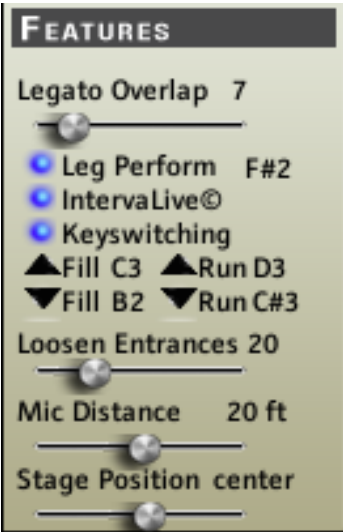 FEATURES
Legato Overlap 7
Leg Perform F#2
IntervaLive©
Keyswitching
Fill C3 Run D3
Fill B2 Run C#3
Loosen Entrances 20
Mic Distance 20 ft
Stage Position center